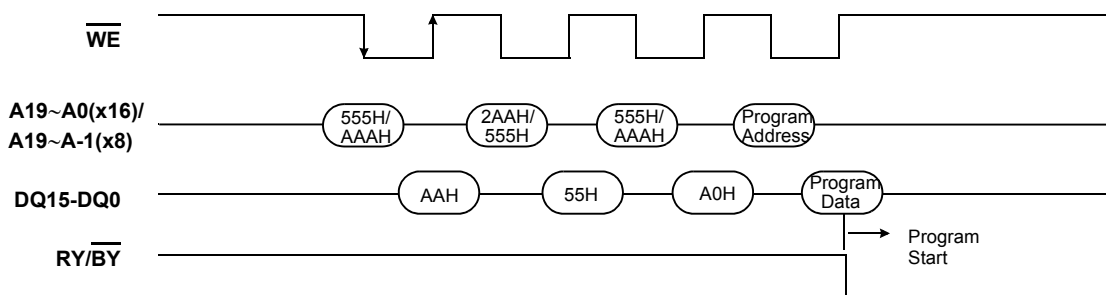 WE
A19~A0(x16)/
A19~A-1(x8)
555H/
AAAH
2AAH/
555H
555H/
AAAH
Program
Address
DQ15-DQ0
AAH
55H
A0H
Program
Data
RY/BY
Program
Start